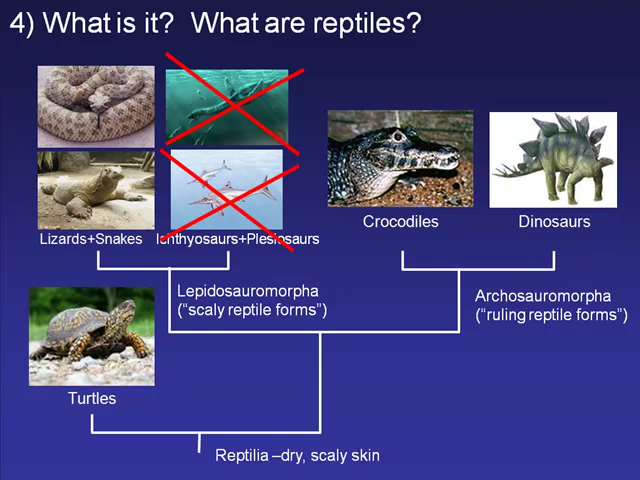 4) What is it?  What are reptiles?
Crocodiles
Dinosaurs
Lizards+Snakes
Ichthyosaurs+Plesiosaurs
Lepidosauromorpha
(“scaly reptile forms”)
Archosauromorpha
(“ruling reptile forms”)
Turtles
Reptilia –dry, scaly skin